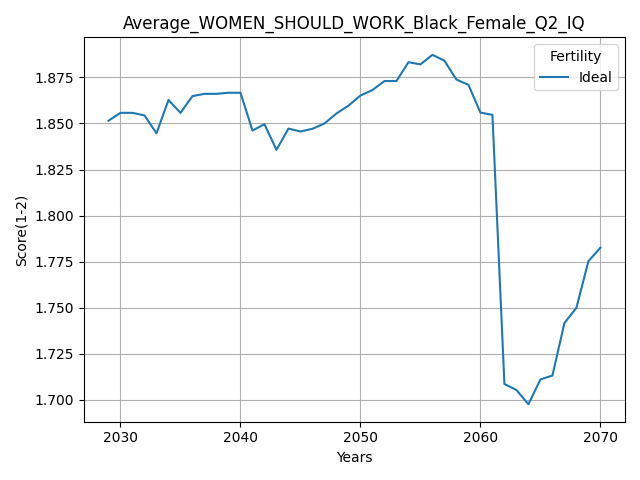 Average_WOMEN_SHOULD_WORK_Black_Female_Q2_IQ
Fertility
Ideal
Score(1-2)
1.875
1.850
1.825
1.800
1.775
1.750
1.725
1.700
2030 2040 2050 2060 2070
Years